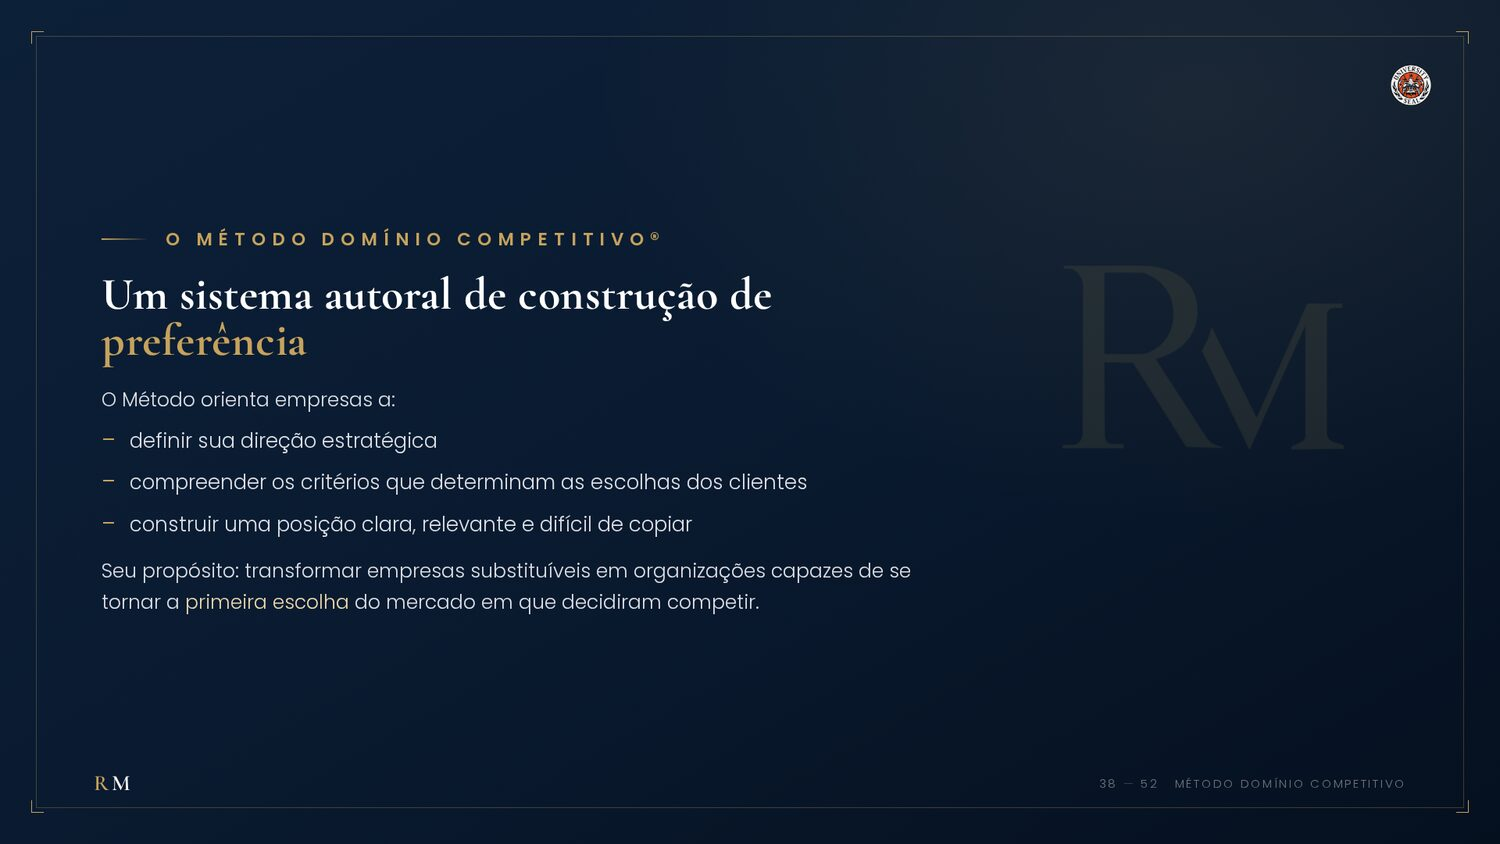 UNIVERSITY
SEAL
O MÉTODO DOMÍNIO COMPETITIVO®
Um sistema autoral de construção de
preferência
O Método orienta empresas a:
– definir sua direção estratégica
– compreender os critérios que determinam as escolhas dos clientes
– construir uma posição clara, relevante e difícil de copiar
Seu propósito: transformar empresas substituíveis em organizações capazes de se
tornar a primeira escolha do mercado em que decidiram competir.
RM
R M
38 — 52 MÉTODO DOMÍNIO COMPETITIVO